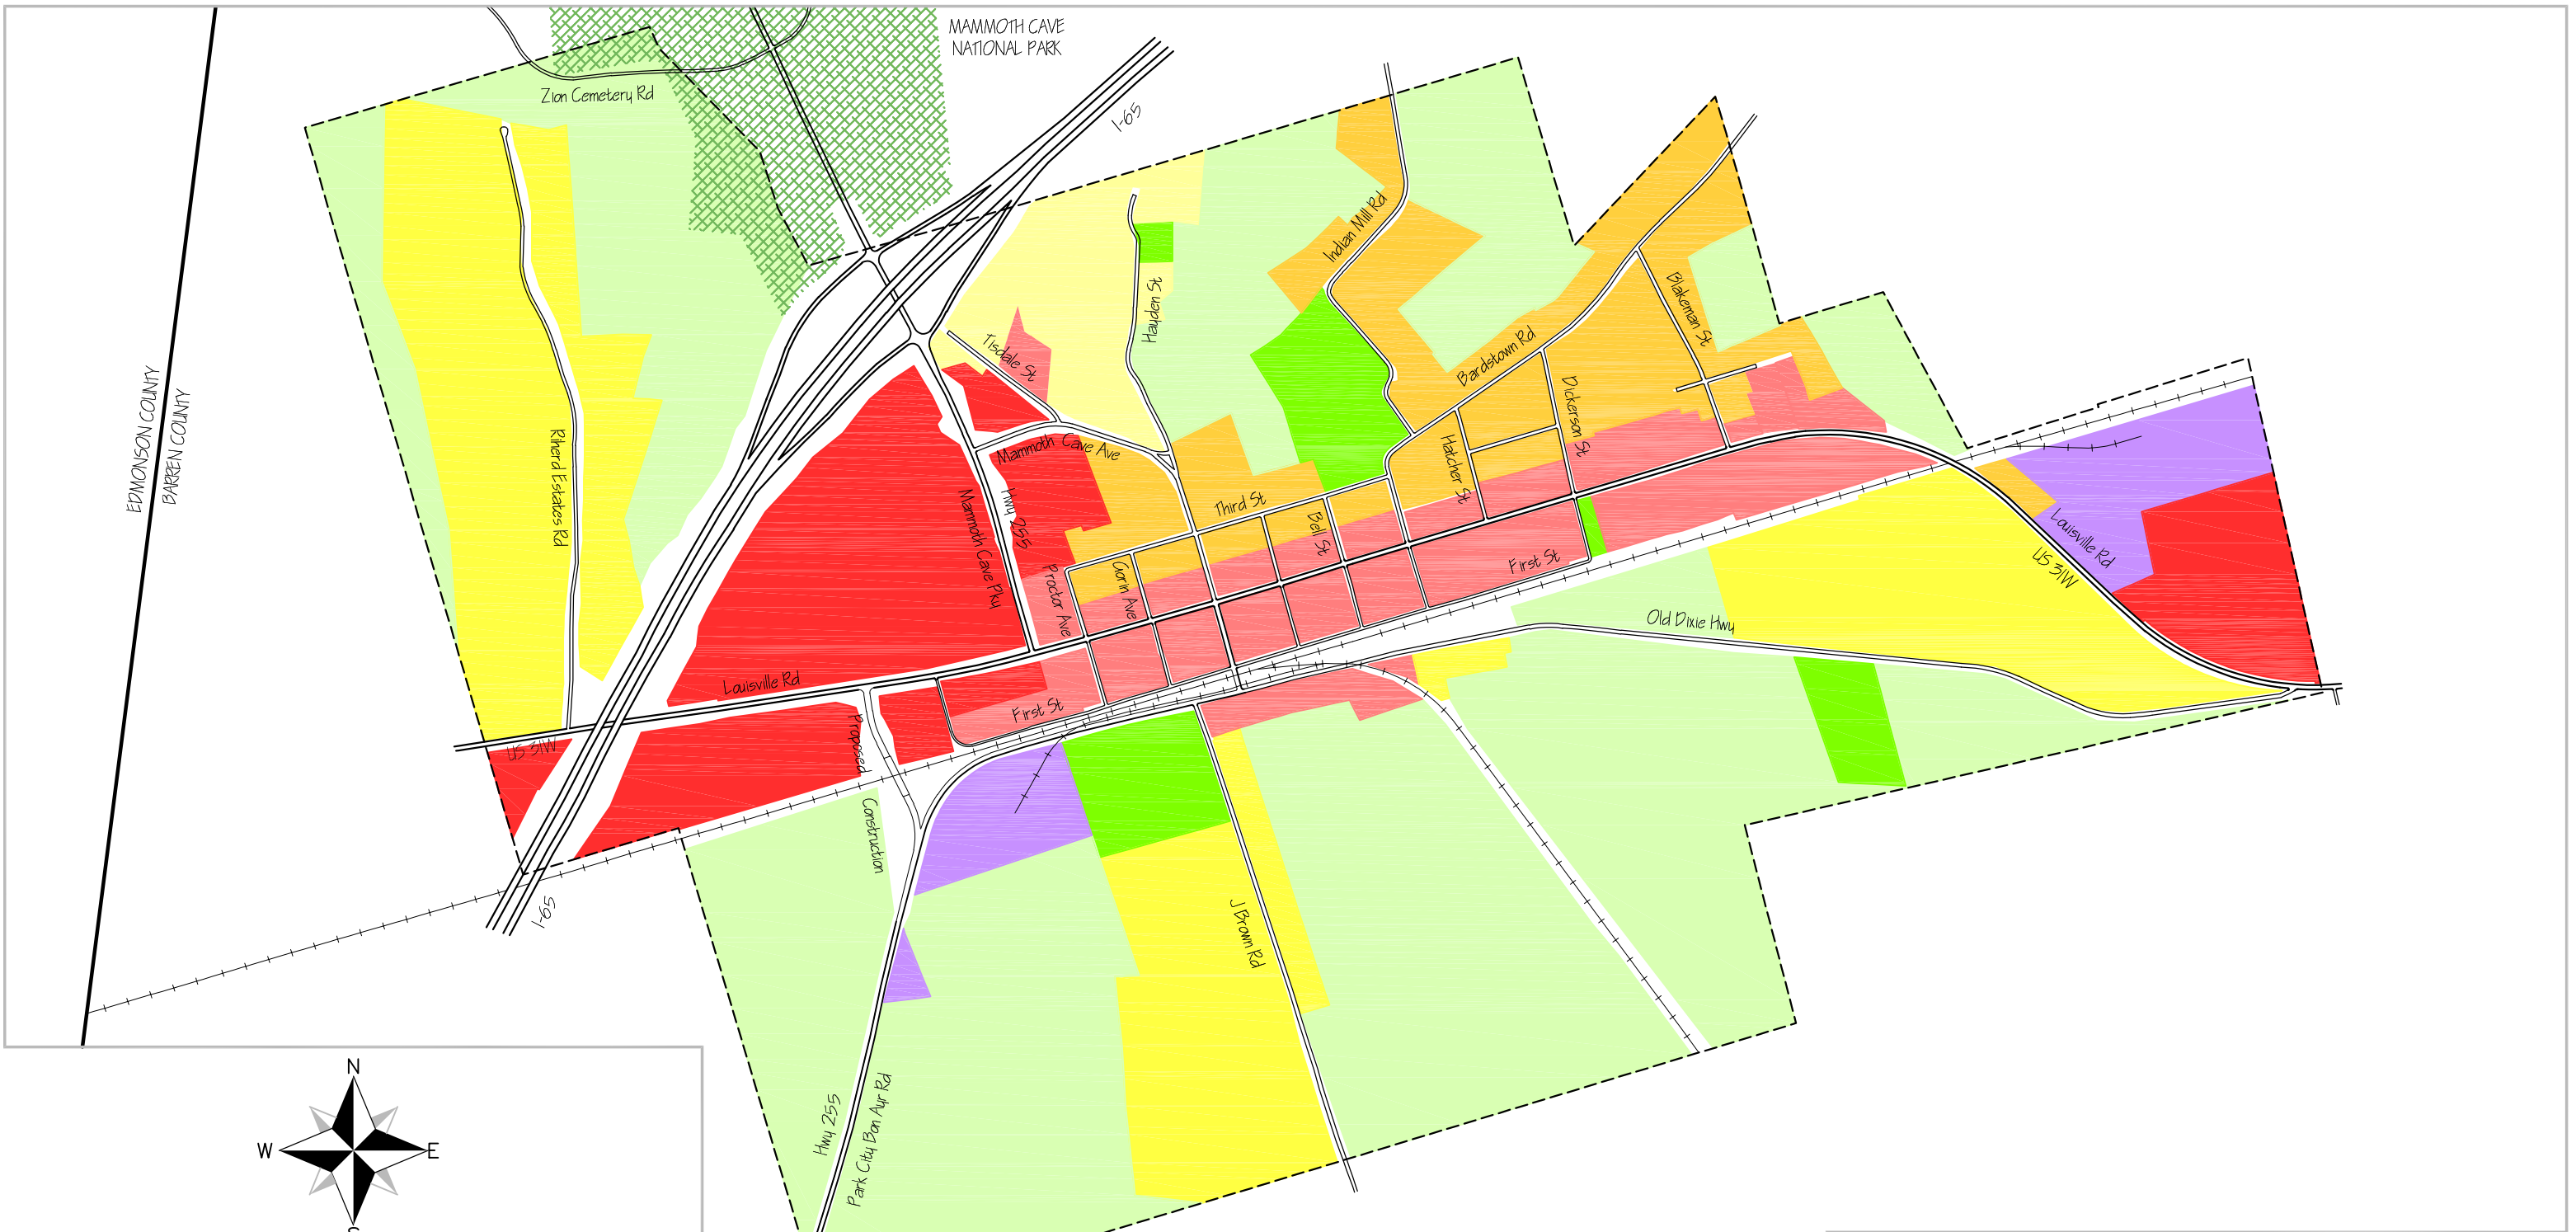 MAMMOTH CAVE
NATIONAL PARK
Zion Cemetery Rd
I-65
EDMONSON COUNTY
BARREN COUNTY
Riherd Estates Rd
Tisdale St
Hayden St
Indian Mill Rd
Bardstown Rd
Blakeman St
Dickerson St
Hatcher St
Mammoth Cave Ave
Hwy 255
Mammoth Cave Pky
Third St
Bell St
Gorin Ave
Proctor Ave
First St
Louisville Rd
US 31W
Old Dixie Hwy
Louisville Rd
US 31W
First St
Proposed
Construction
I-65
J Brown Rd
Hwy 255
Park City Bon Ayr Rd
N
W
E
S